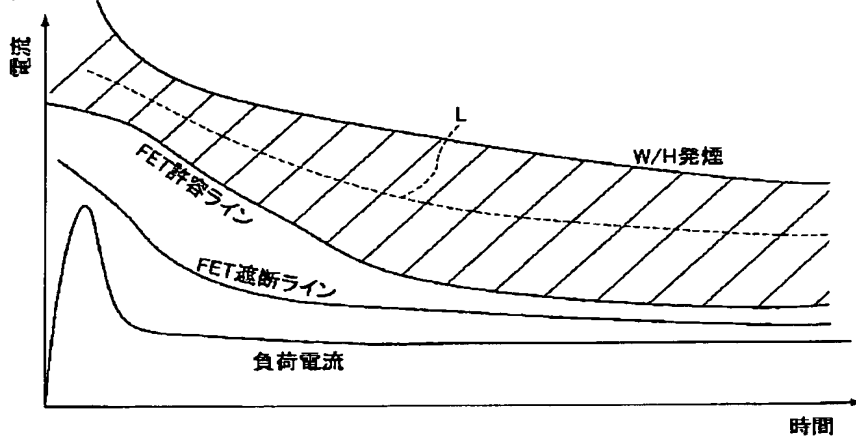 電流
L
W/H発煙
FET許容ライン
FET遮断ライン
負荷電流
時間